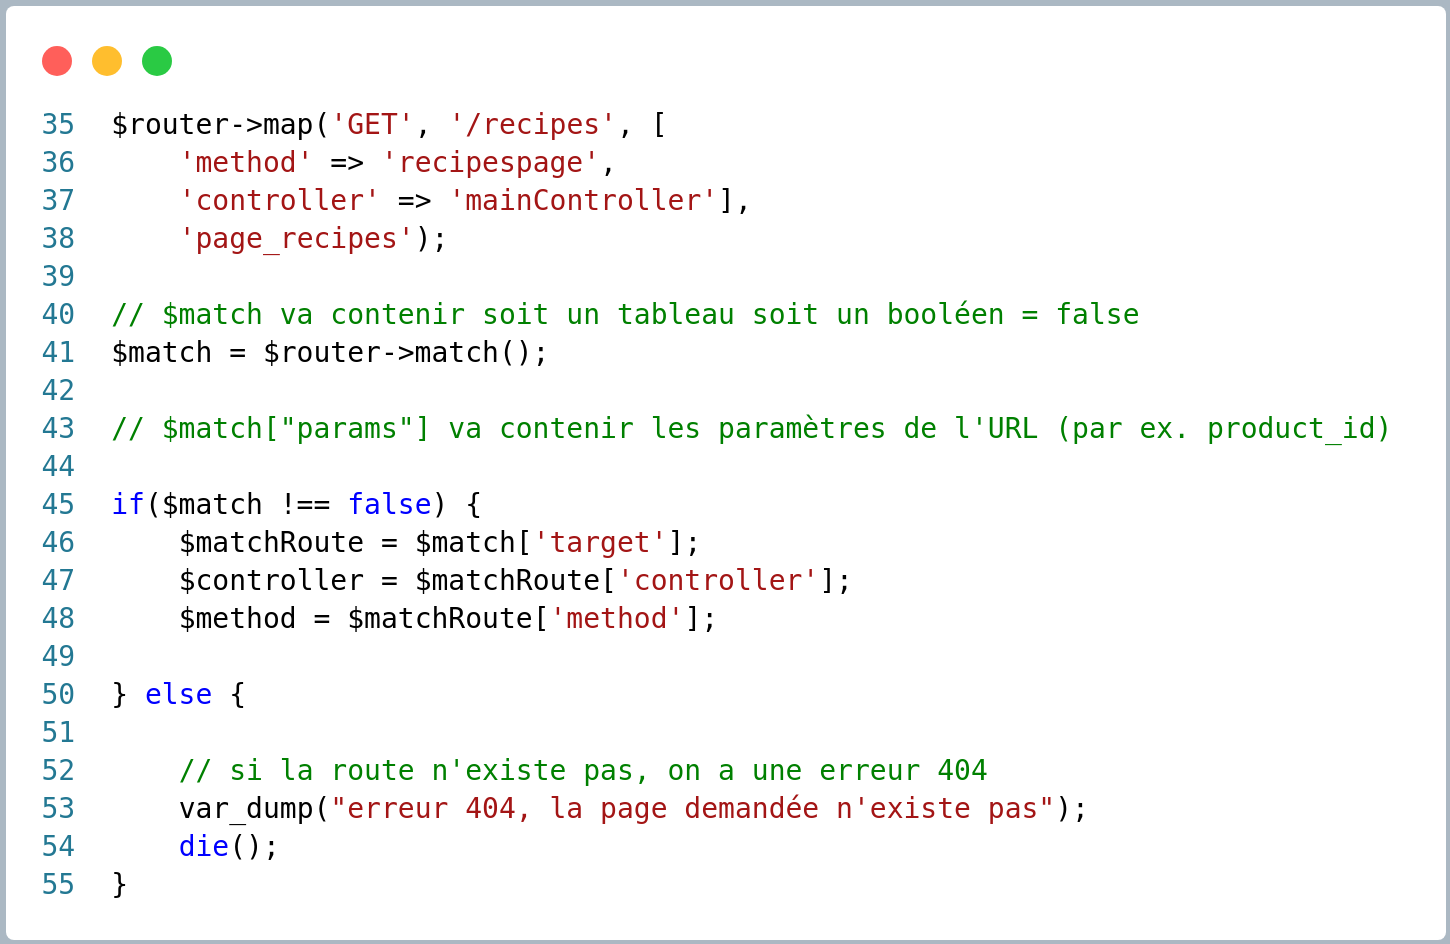 35 $router->map('GET', '/recipes', [
36     'method' => 'recipespage',
37     'controller' => 'mainController'],
38     'page_recipes');
39
40 // $match va contenir soit un tableau soit un booléen = false
41 $match = $router->match();
42
43 // $match["params"] va contenir les paramètres de l'URL (par ex. product_id)
44
45 if($match !== false) {
46     $matchRoute = $match['target'];
47     $controller = $matchRoute['controller'];
48     $method = $matchRoute['method'];
49
50 } else {
51
52     // si la route n'existe pas, on a une erreur 404
53     var_dump("erreur 404, la page demandée n'existe pas");
54     die();
55 }